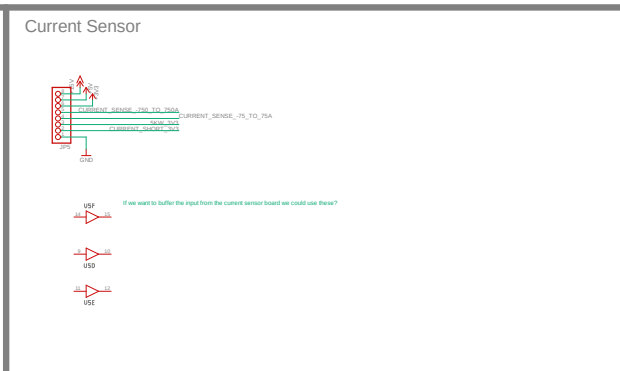 Current Sensor
3V3
CURRENT_SENSE_-750_TO_750A
CURRENT_SENSE_-75_TO_75A
5KW_3V3
CURRENT_SHORT_3V3
JP5
GND
U5F
If we want to buffer the input from the current sensor board we could use these?
14 15
9 10
U5D
11 12
U5E